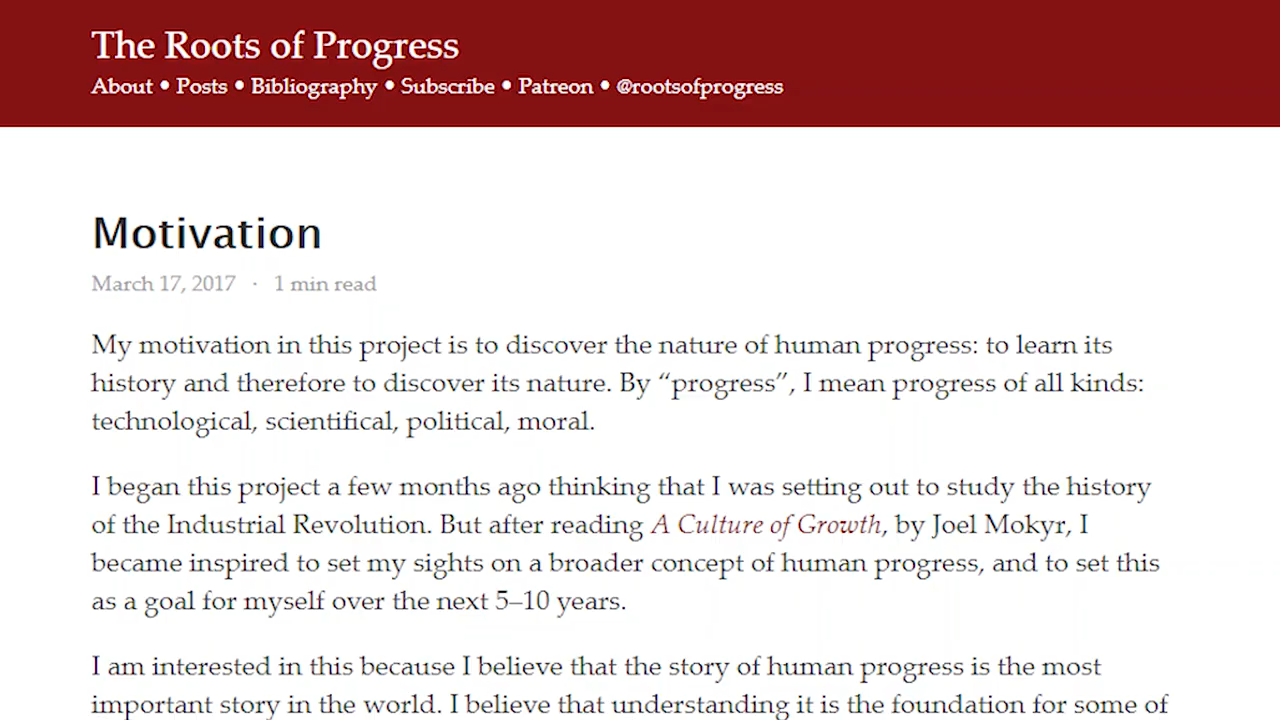 The Roots of Progress
About • Posts • Bibliography • Subscribe • Patreon • @rootsofprogress
Motivation
March 17, 2017 · 1 min read
My motivation in this project is to discover the nature of human progress: to learn its
history and therefore to discover its nature. By “progress”, I mean progress of all kinds:
technological, scientifical, political, moral.
I began this project a few months ago thinking that I was setting out to study the history
of the Industrial Revolution. But after reading A Culture of Growth, by Joel Mokyr, I
became inspired to set my sights on a broader concept of human progress, and to set this
as a goal for myself over the next 5–10 years.
I am interested in this because I believe that the story of human progress is the most
important story in the world. I believe that understanding it is the foundation for some of